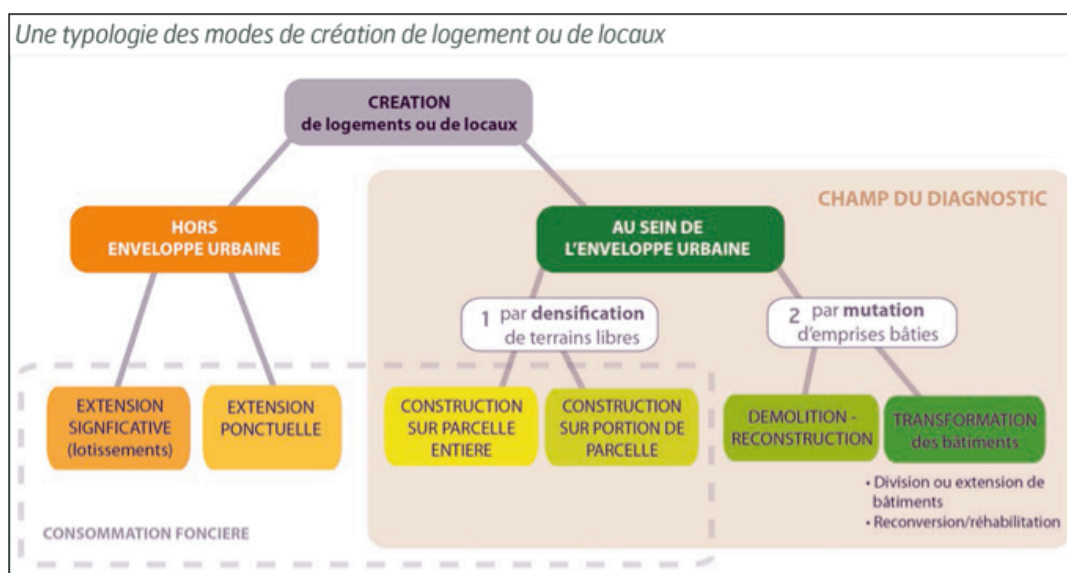 Une typologie des modes de création de logement ou de locaux
CREATION
de logements ou de locaux
CHAMP DU DIAGNOSTIC
HORS
ENVELOPPE URBAINE
AU SEIN DE
L'ENVELOPPE URBAINE
1 par densification
de terrains libres
2 par mutation
d'emprises bâties
EXTENSION
SIGNFICATIVE
(lotissements)
EXTENSION
PONCTUELLE
CONSTRUCTION
SUR PARCELLE
ENTIERE
CONSTRUCTION
SUR PORTION DE
PARCELLE
DEMOLITION -
RECONSTRUCTION
TRANSFORMATION
des bâtiments
• Division ou extension de
bâtiments
• Reconversion/réhabilitation
CONSOMMATION FONCIERE